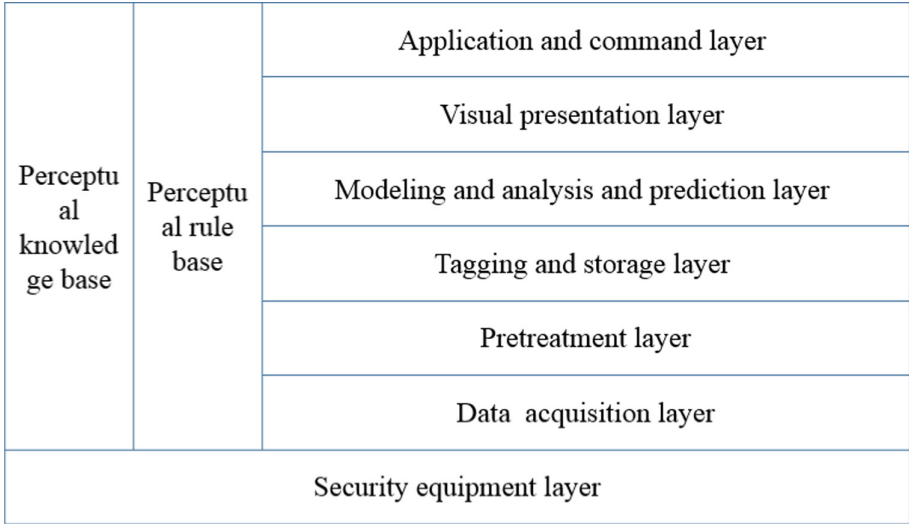 Perceptu
al
knowled
ge base
Perceptu
al rule
base
Application and command layer
Visual presentation layer
Modeling and analysis and prediction layer
Tagging and storage layer
Pretreatment layer
Data  acquisition layer
Security equipment layer